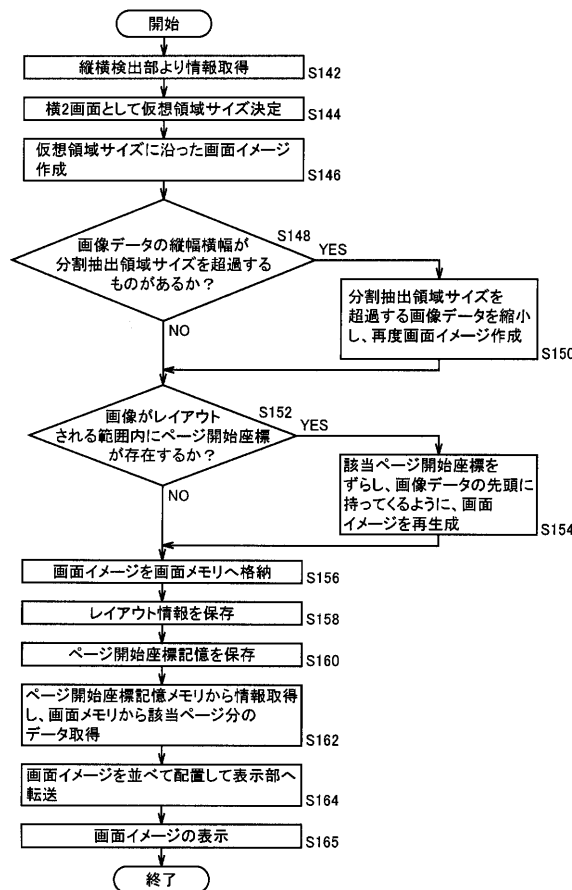 開始
縦横検出部より情報取得
S142
横2画面として仮想領域サイズ決定
S144
仮想領域サイズに沿った画面イメージ
作成
S146
画像データの縦幅横幅が
分割抽出領域サイズを超過する
ものがあるか？
S148
YES
NO
分割抽出領域サイズを
超過する画像データを縮小
し、再度画面イメージ作成
S150
画像がレイアウト
される範囲内にページ開始座標
が存在するか？
S152
YES
NO
該当ページ開始座標を
ずらし、画像データの先頭に
持ってくるように、画面
イメージを再生成
S154
画面イメージを画面メモリへ格納
S156
レイアウト情報を保存
S158
ページ開始座標記憶を保存
S160
ページ開始座標記憶メモリから情報取得
し、画面メモリから該当ページ分の
データ取得
S162
画面イメージを並べて配置して表示部へ
転送
S164
画面イメージの表示
S165
終了